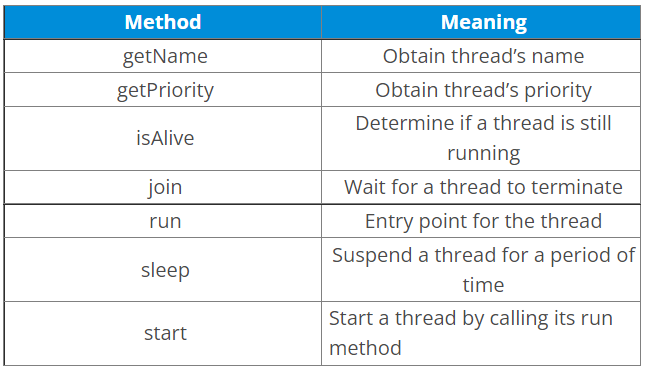 Method Meaning
getName Obtain thread’s name
getPriority Obtain thread’s priority
isAlive Determine if a thread is still
running
join Wait for a thread to terminate
run Entry point for the thread
sleep Suspend a thread for a period of
time
start Start a thread by calling its run
method